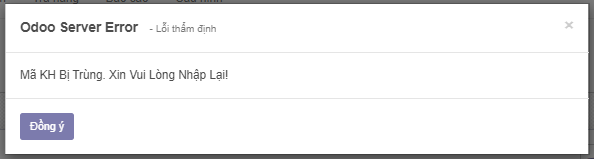 Odoo Server Error - Lỗi thẩm định
×
Mã KH Bị Trùng. Xin Vui Lòng Nhập Lại!
Đồng ý